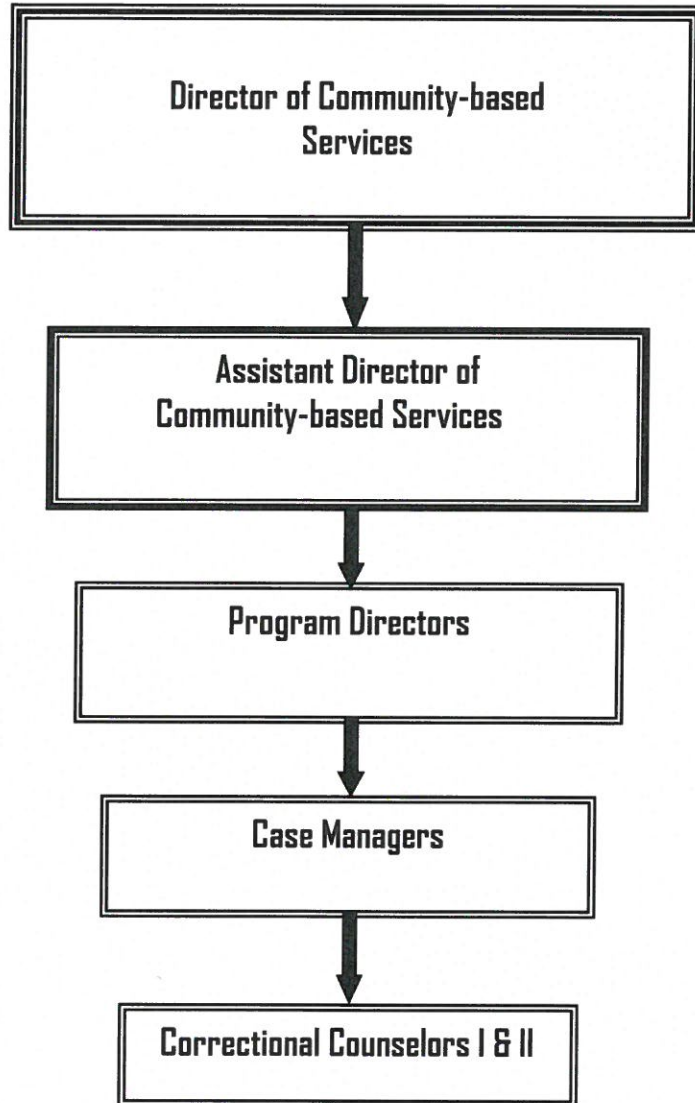 Director of Community-based
Services
Assistant Director of
Community-based Services
Program Directors
Case Managers
Correctional Counselors I & II